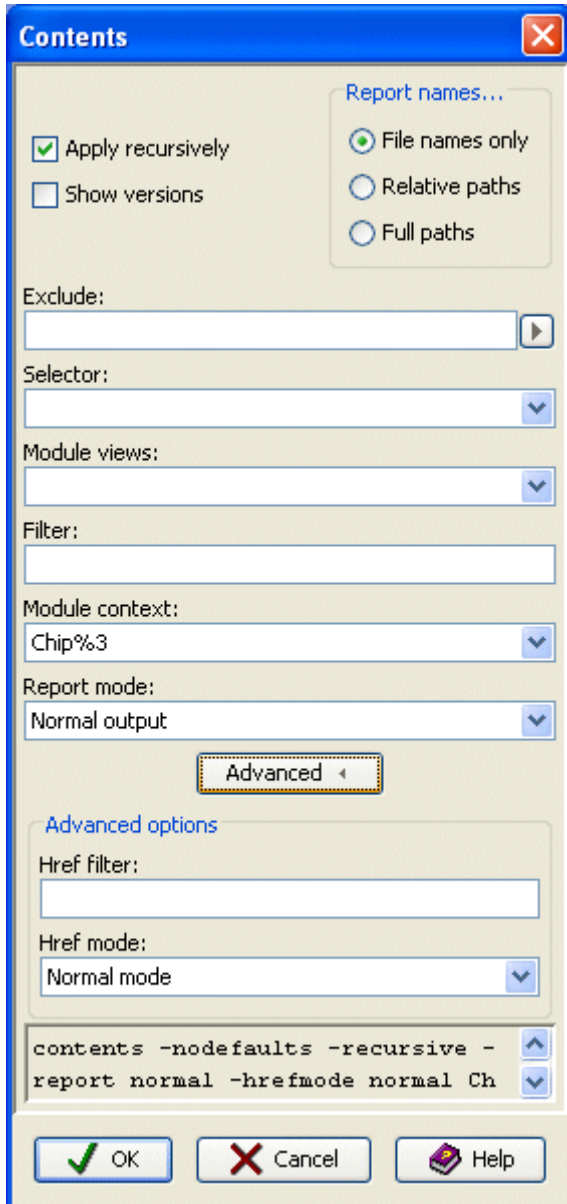 Contents
Report names...
Apply recursively
File names only
Show versions
Relative paths
Full paths
Exclude:
Selector:
Module views:
Filter:
Module context:
Chip%3
Report mode:
Normal output
Advanced
Advanced options
Href filter:
Href mode:
Normal mode
contents -nodefaults -recursive -
report normal -hrefmode normal Ch
OK Cancel Help